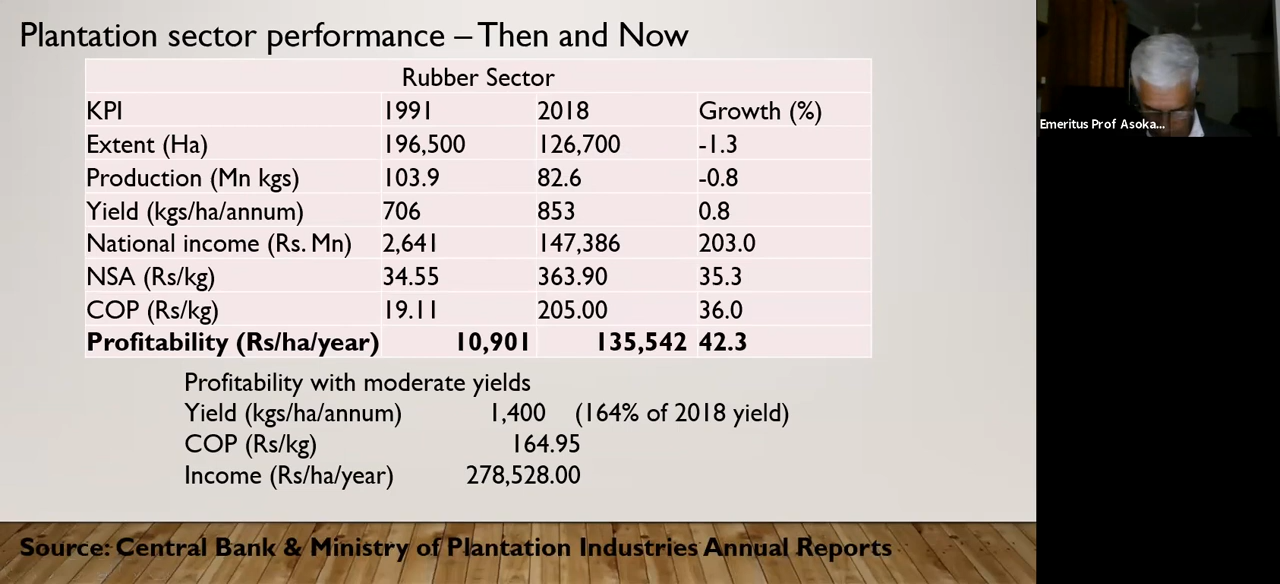 Plantation sector performance – Then and Now
Rubber Sector
KPI 1991 2018 Growth (%)
Extent (Ha) 196,500 126,700 -1.3
Production (Mn kgs) 103.9 82.6 -0.8
Yield (kgs/ha/annum) 706 853 0.8
National income (Rs. Mn) 2,641 147,386 203.0
NSA (Rs/kg) 34.55 363.90 35.3
COP (Rs/kg) 19.11 205.00 36.0
Profitability (Rs/ha/year) 10,901 135,542 42.3
Profitability with moderate yields
Yield (kgs/ha/annum) 1,400 (164% of 2018 yield)
COP (Rs/kg) 164.95
Income (Rs/ha/year) 278,528.00
Source: Central Bank & Ministry of Plantation Industries Annual Reports
Emeritus Prof Asoka...